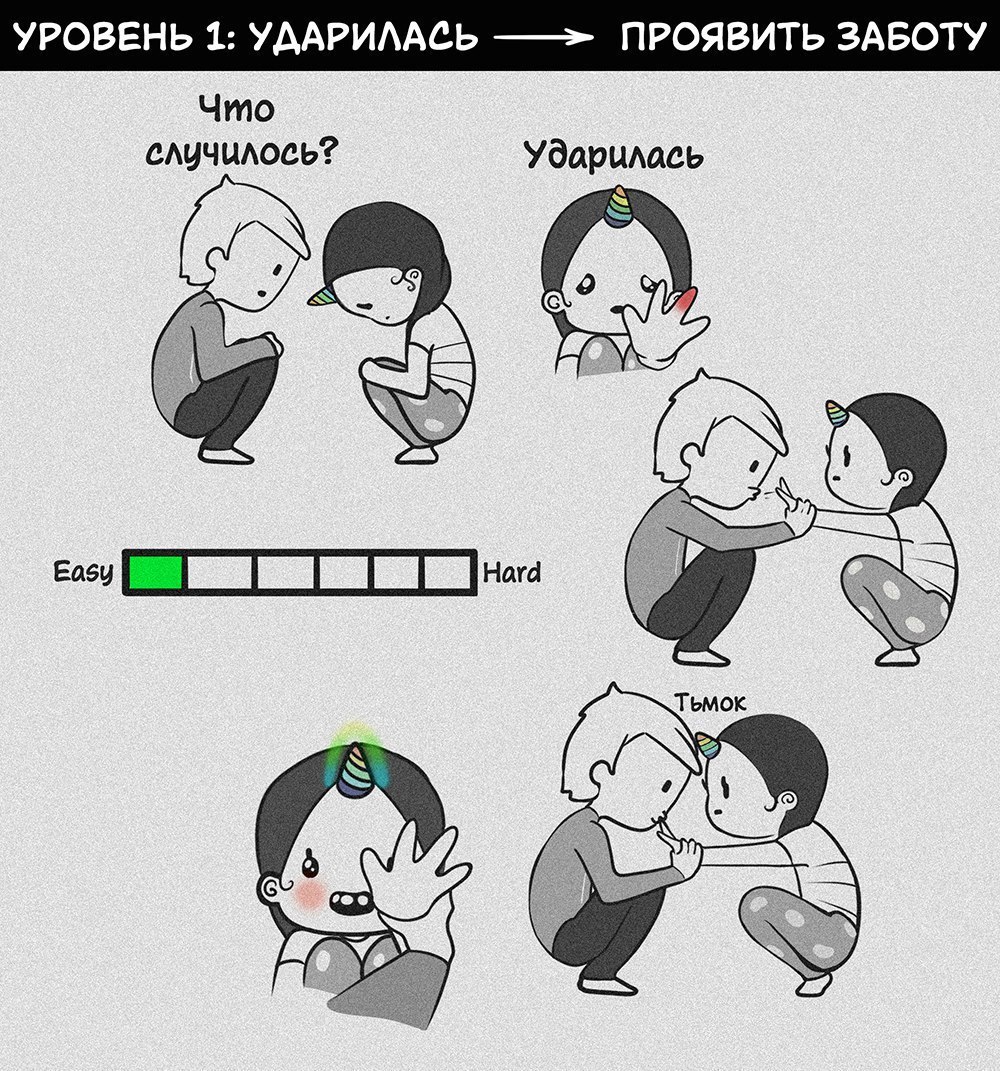 УРОВЕНЬ 1: УДАРИЛАСЬ → ПРОЯВИТЬ ЗАБОТУ
Что
случилось?
Ударилась
Easy
Hard
Тьмок